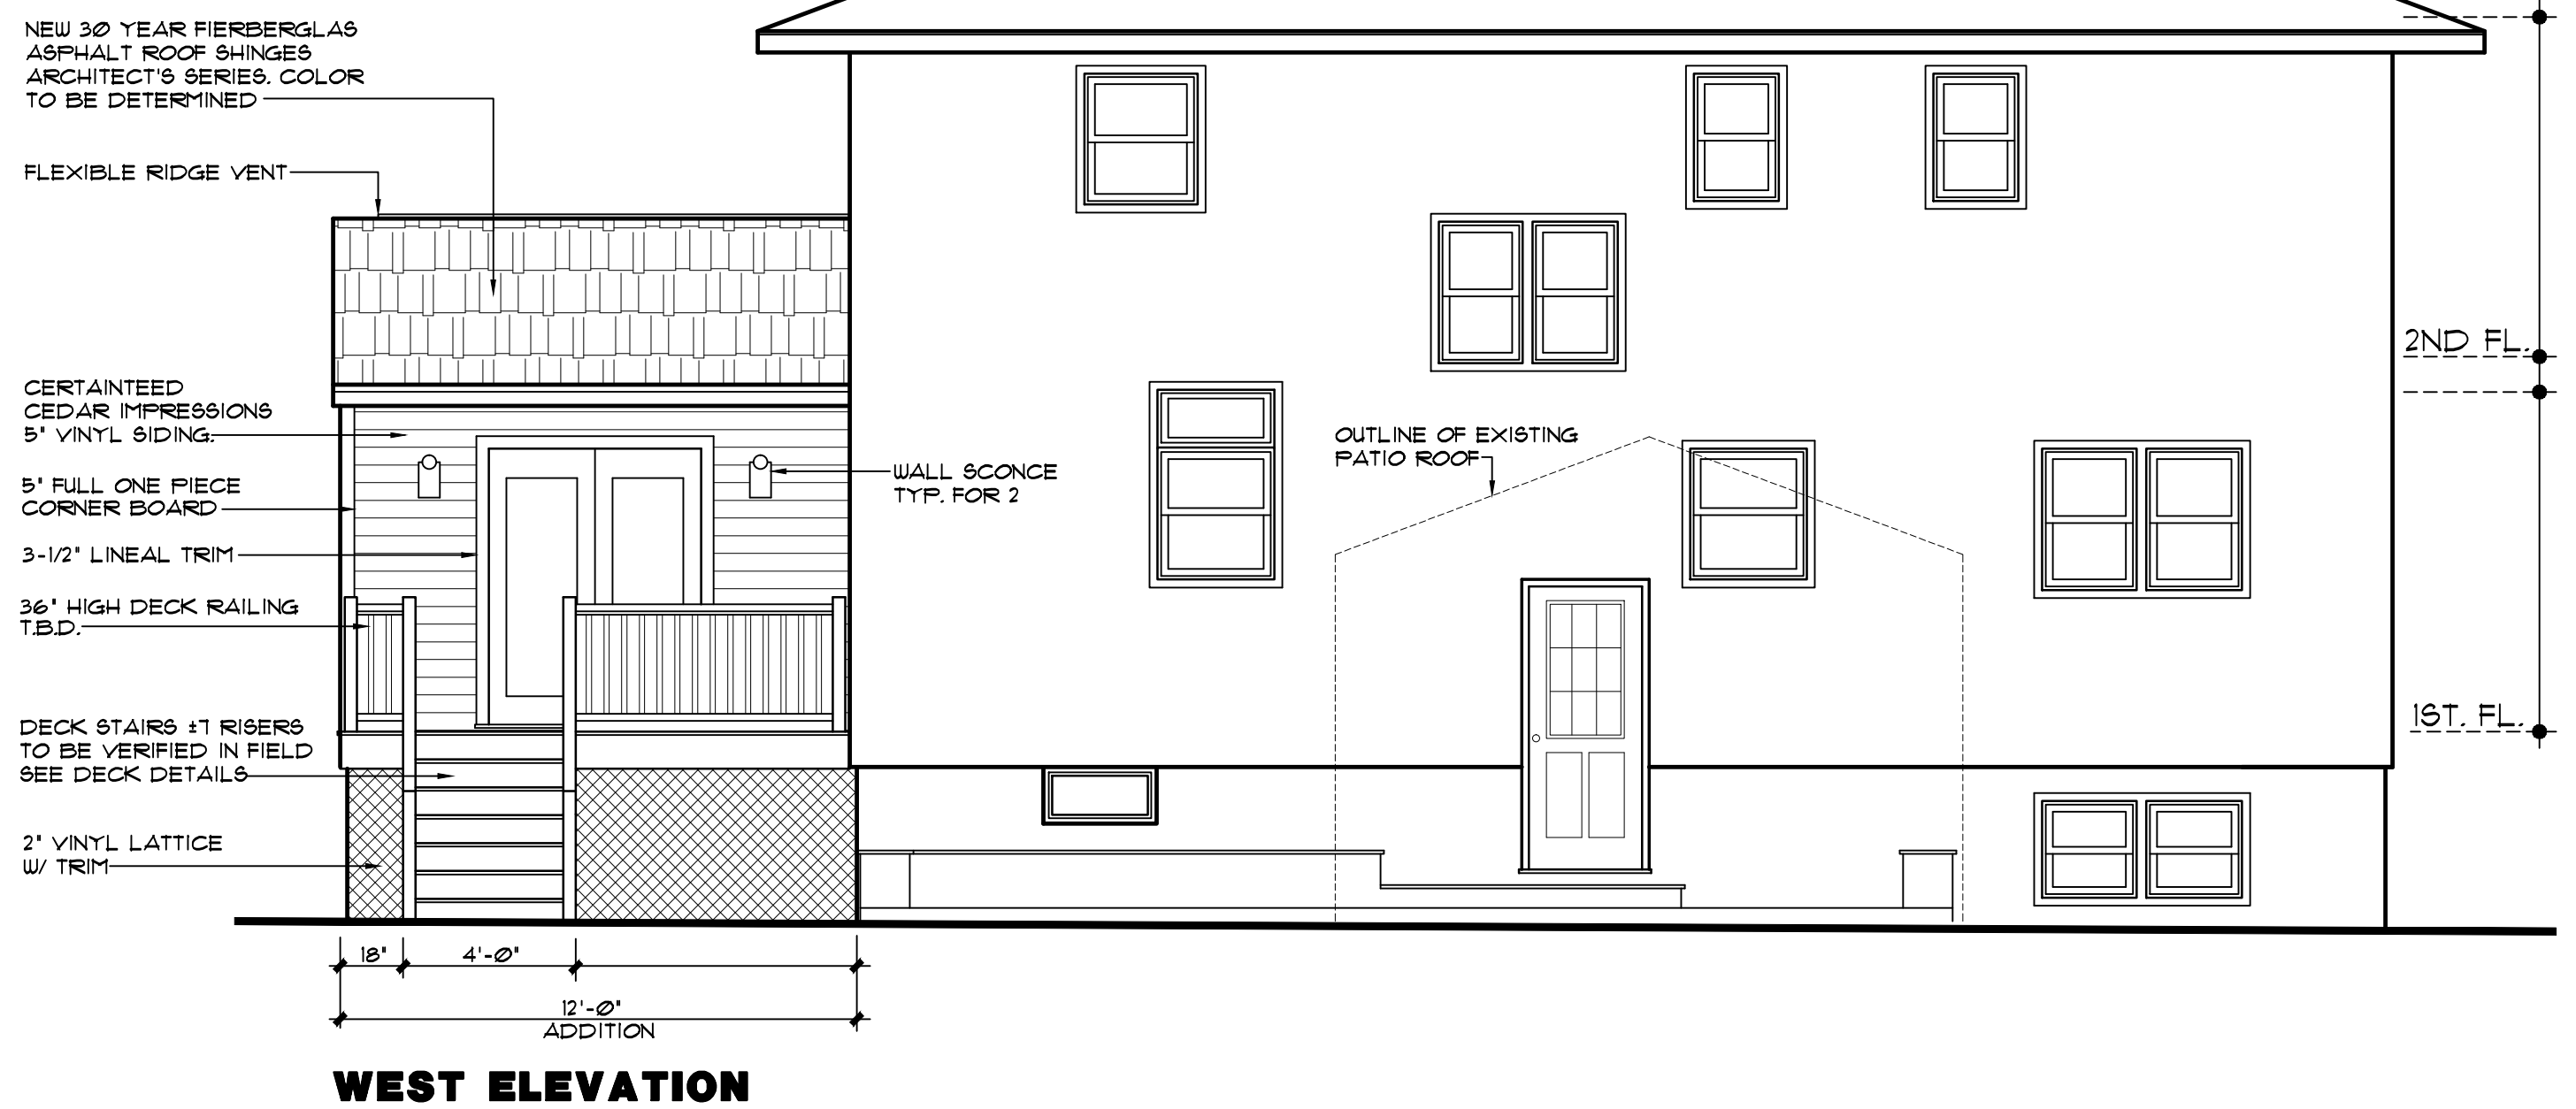 NEW 30 YEAR FIERBERGLAS
ASPHALT ROOF SHINGES
ARCHITECT'S SERIES. COLOR
TO BE DETERMINED
FLEXIBLE RIDGE VENT
CERTAINTEED
CEDAR IMPRESSIONS
5" VINYL SIDING.
5" FULL ONE PIECE
CORNER BOARD
3-1/2" LINEAL TRIM
36" HIGH DECK RAILING
T.B.D.
DECK STAIRS ±7 RISERS
TO BE VERIFIED IN FIELD
SEE DECK DETAILS
2" VINYL LATTICE
W/ TRIM
WALL SCONCE
TYP. FOR 2
OUTLINE OF EXISTING
PATIO ROOF
2ND FL.
1ST. FL.
18"
4'-0"
12'-0"
ADDITION
WEST ELEVATION